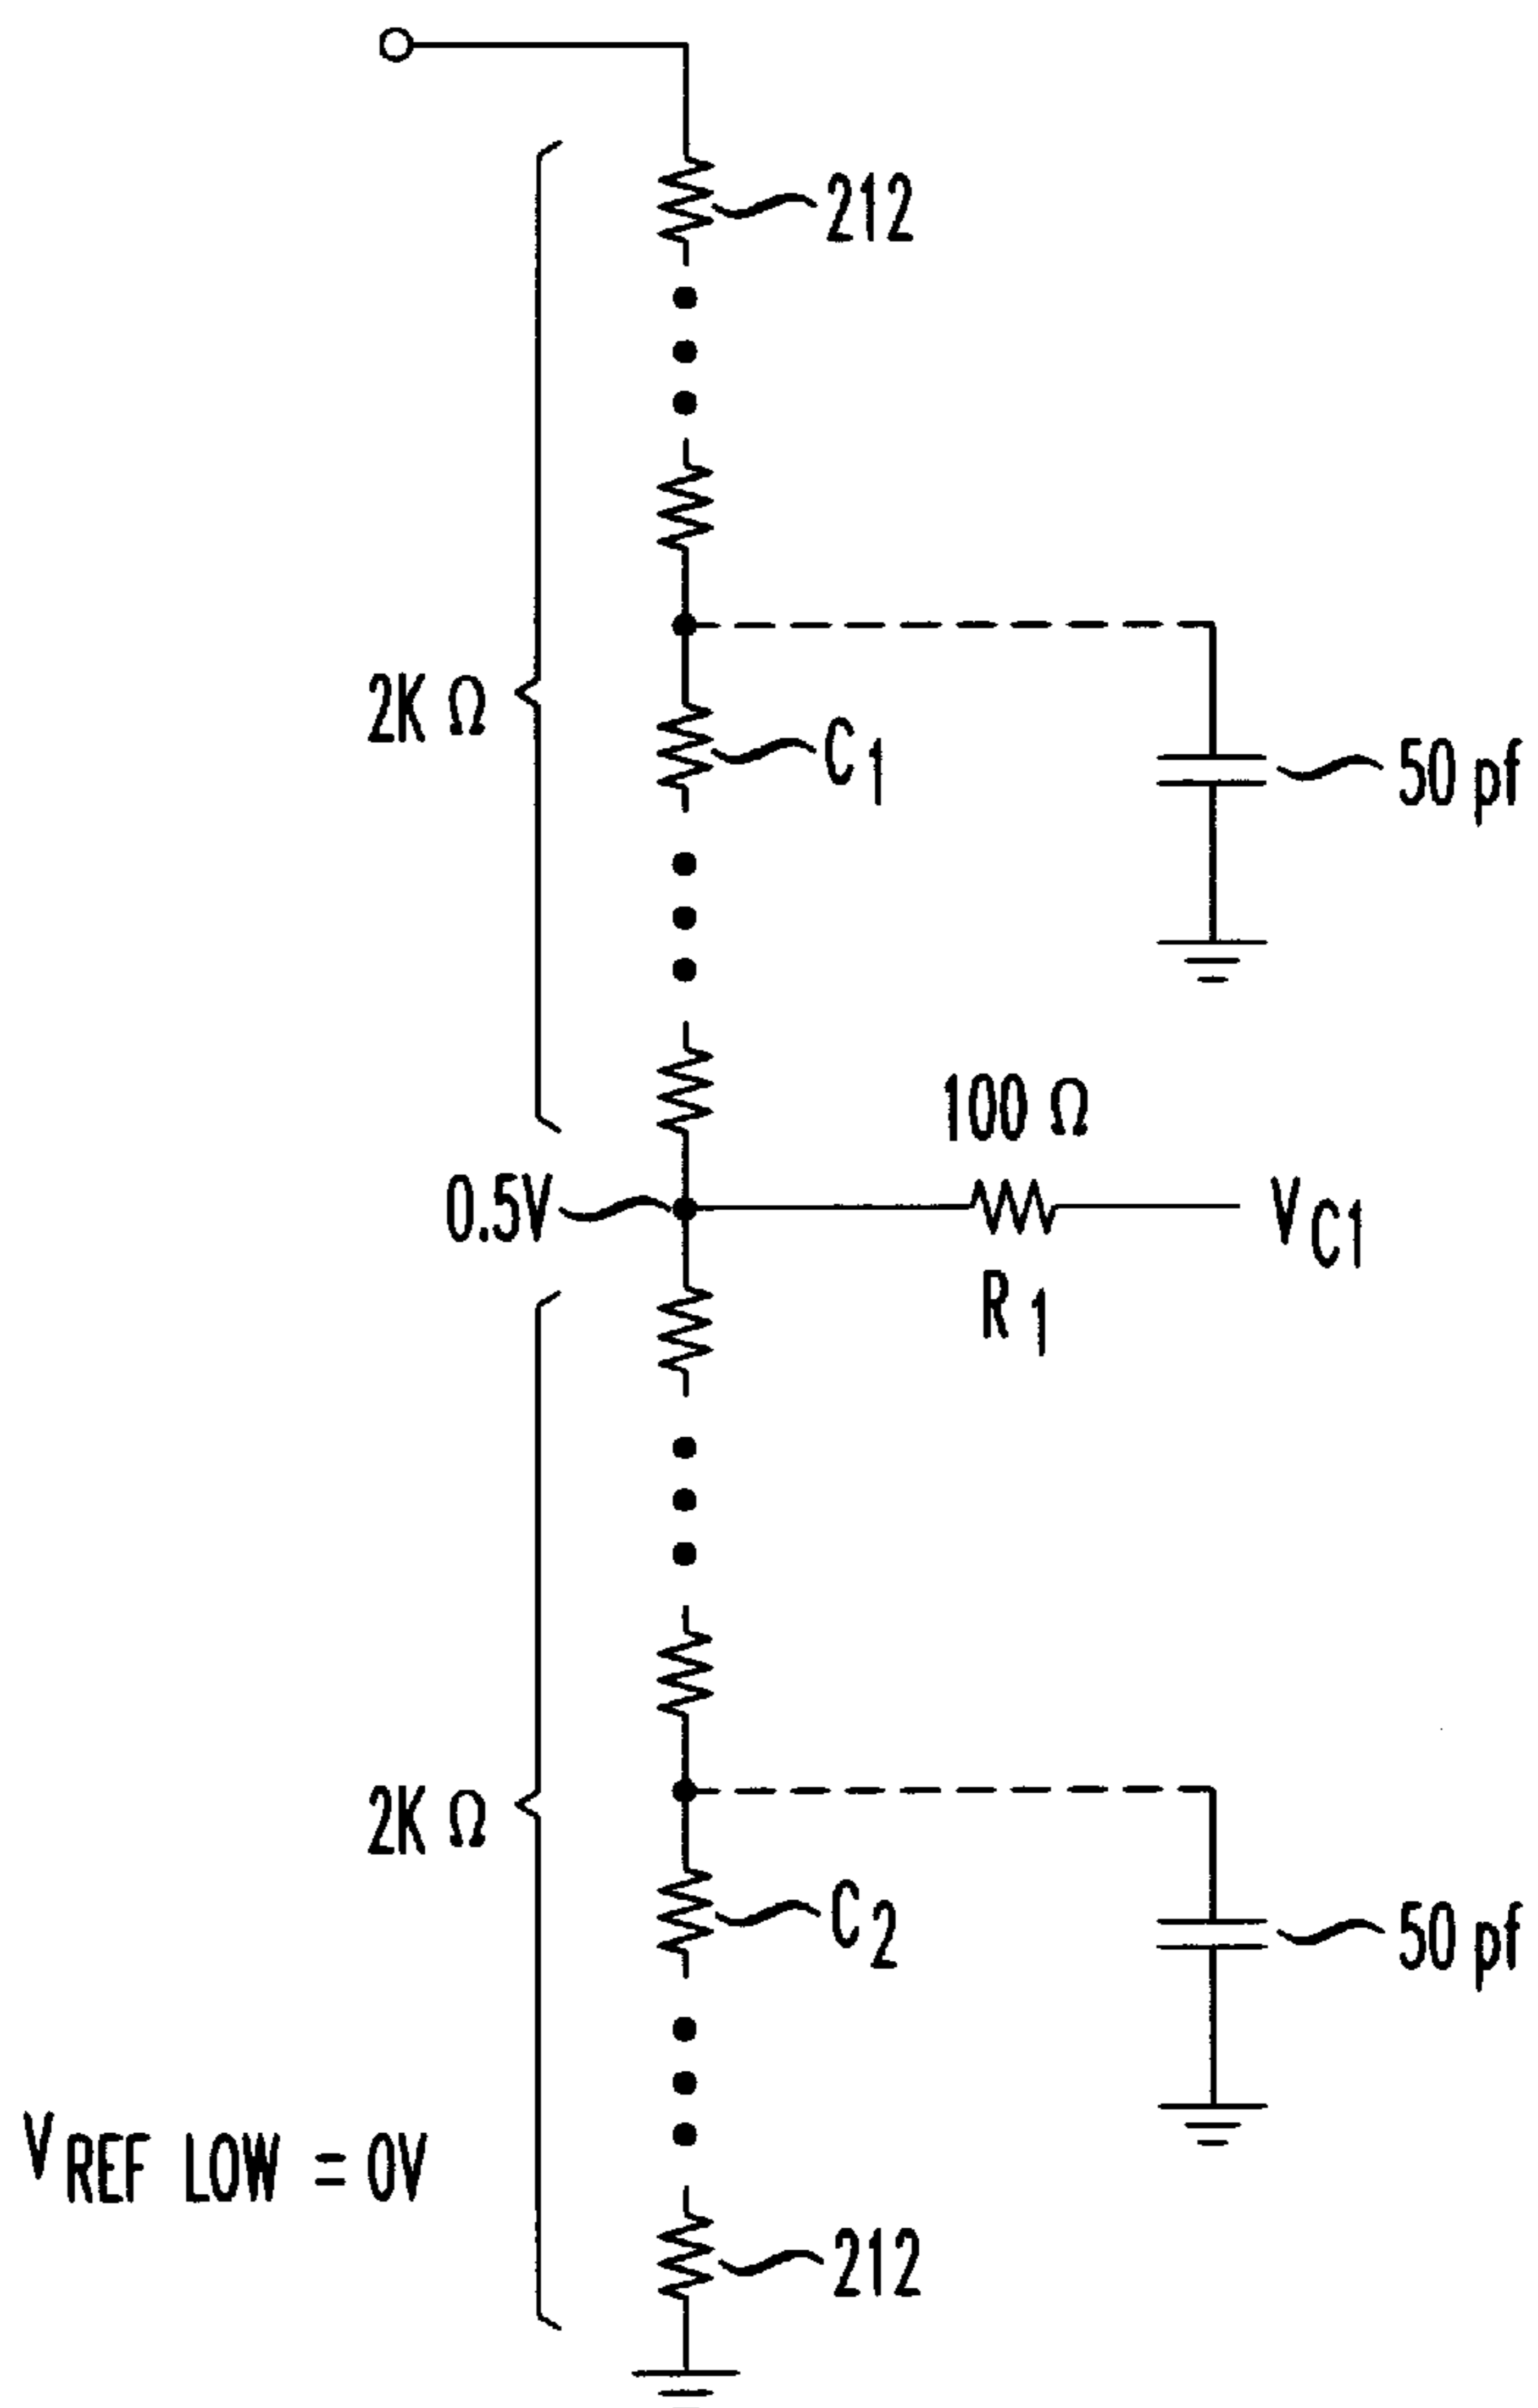 212
2K Ω
C1
50 pf
100 Ω
0.5V
VC1
R1
2K Ω
C2
50 pf
VREF LOW = 0V
212